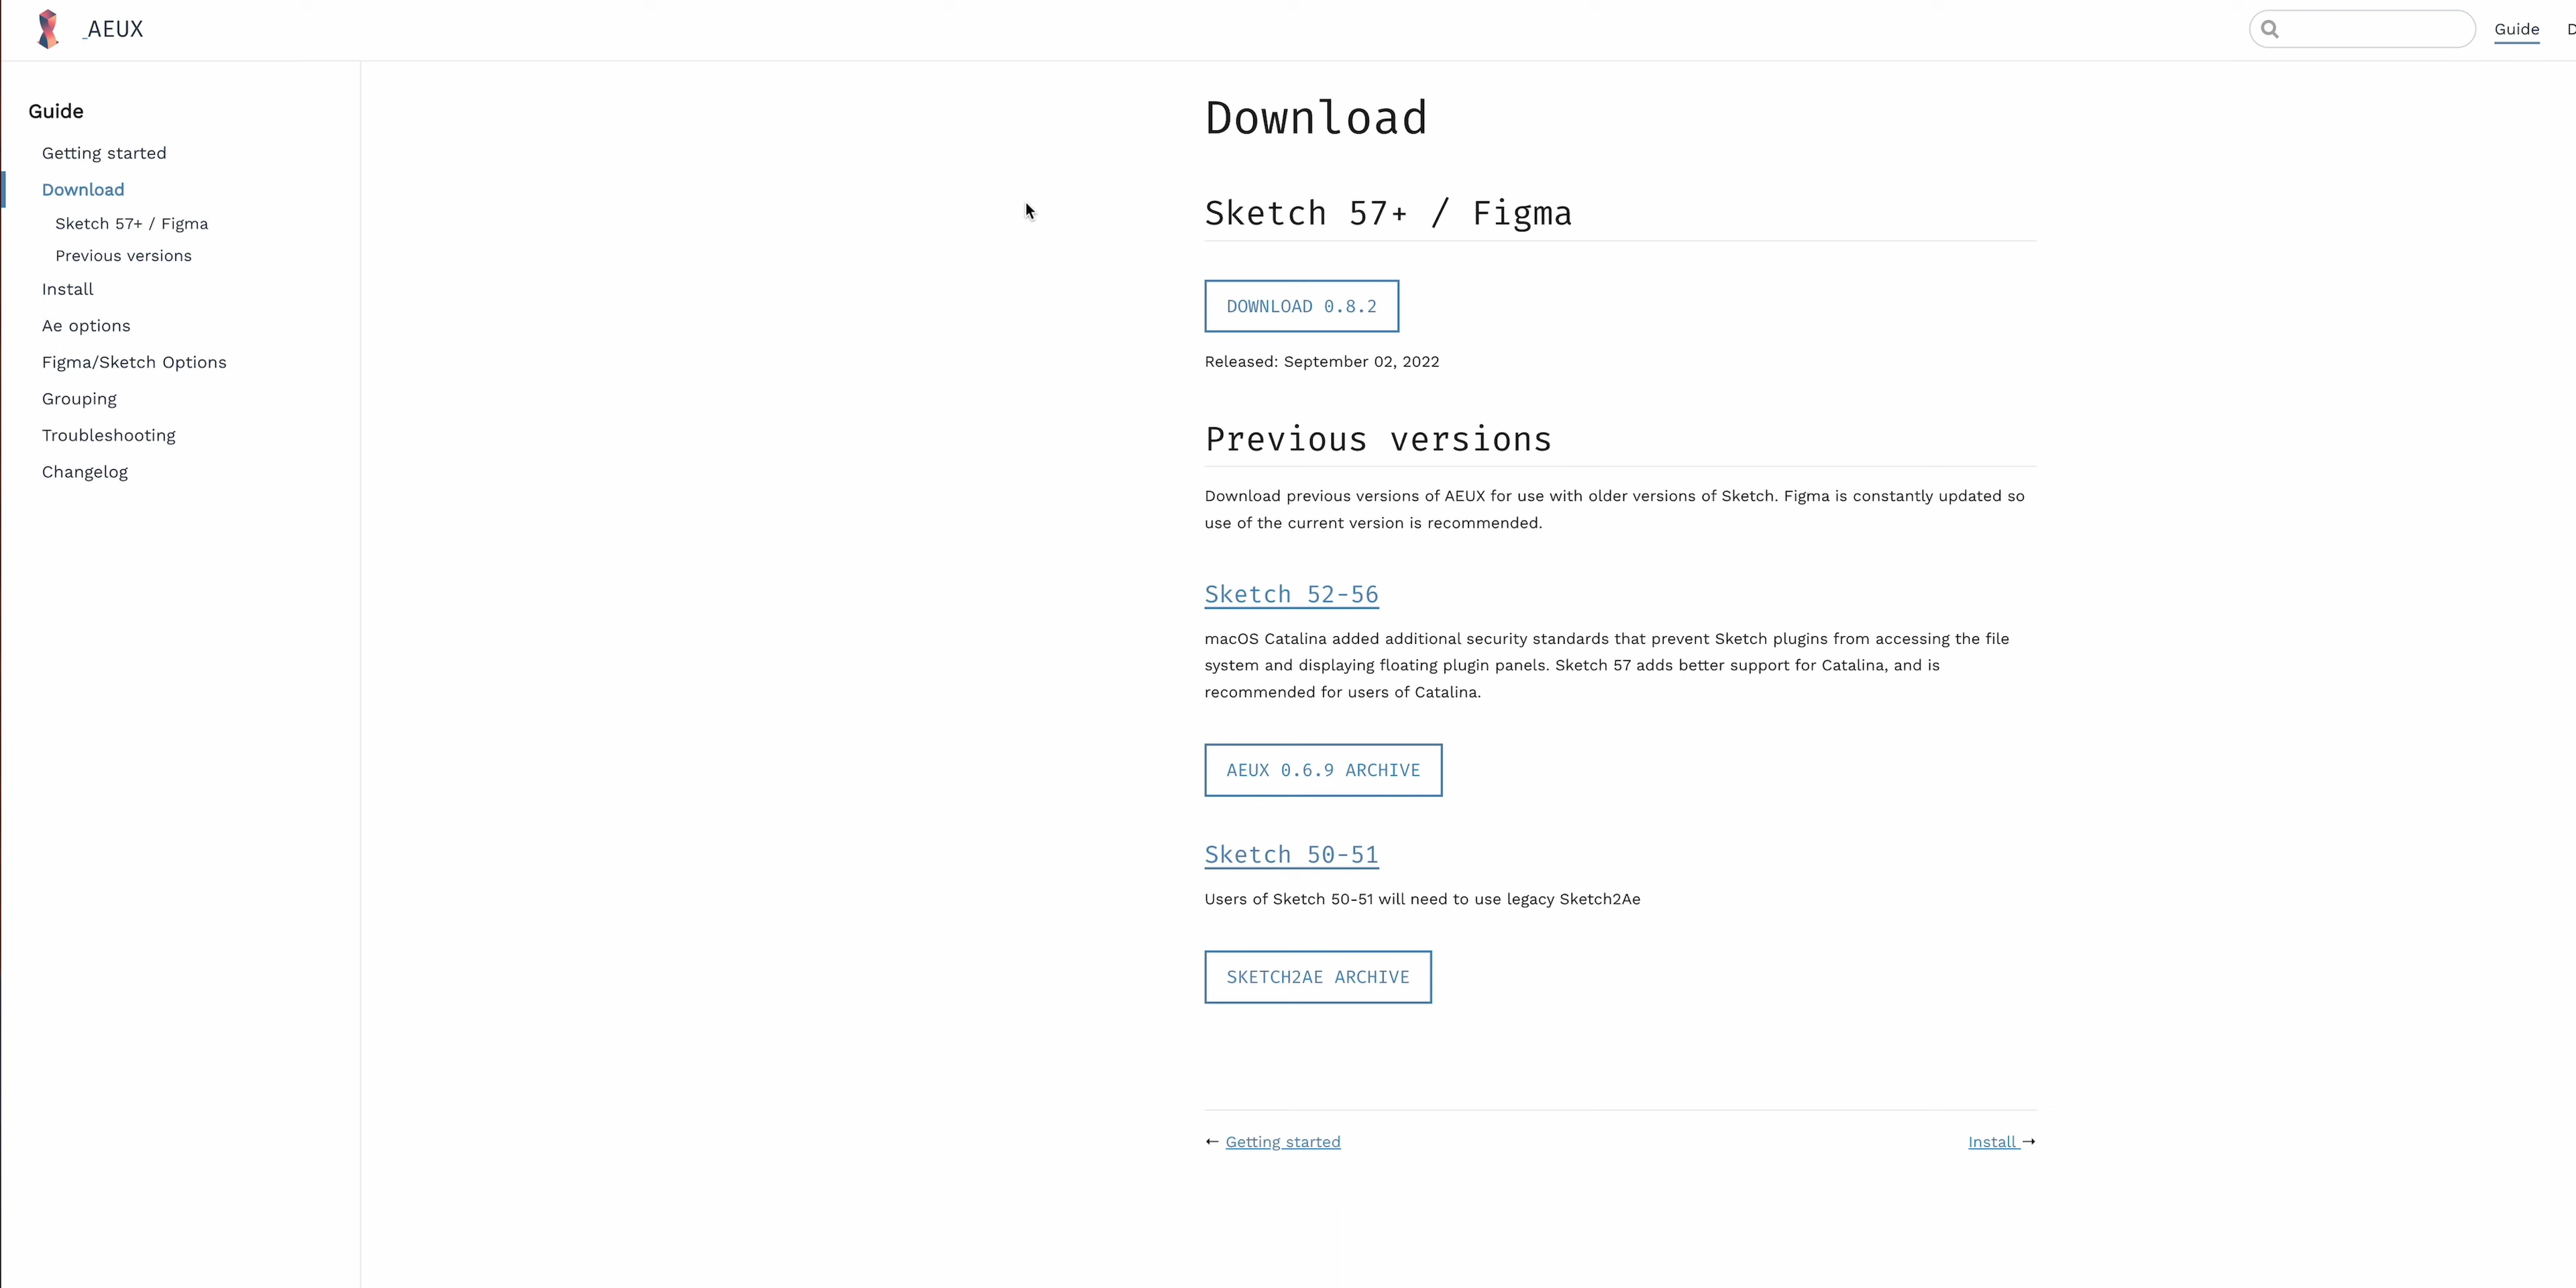 _AEUX
Guide
Guide
Getting started
Download
Sketch 57+ / Figma
Previous versions
Install
Ae options
Figma/Sketch Options
Grouping
Troubleshooting
Changelog
Download
Sketch 57+ / Figma
DOWNLOAD 0.8.2
Released: September 02, 2022
Previous versions
Download previous versions of AEUX for use with older versions of Sketch. Figma is constantly updated so
use of the current version is recommended.
Sketch 52-56
macOS Catalina added additional security standards that prevent Sketch plugins from accessing the file
system and displaying floating plugin panels. Sketch 57 adds better support for Catalina, and is
recommended for users of Catalina.
AEUX 0.6.9 ARCHIVE
Sketch 50-51
Users of Sketch 50-51 will need to use legacy Sketch2Ae
SKETCH2AE ARCHIVE
← Getting started
Install →